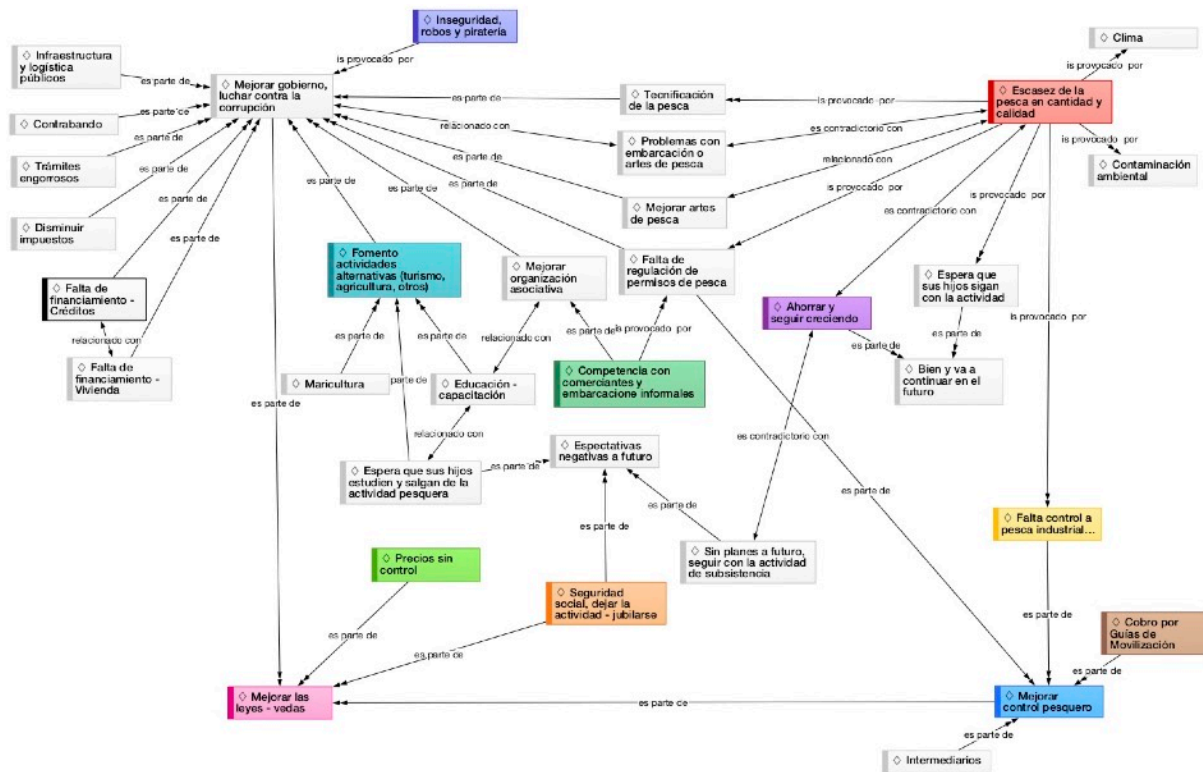 ◇ Inseguridad,
robos y piratería
◇ Clima
◇ Infraestructura
y logística
públicos
is provocado por
is provocado por
es parte de
◇ Mejorar gobierno,
luchar contra la
corrupción
es parte de
◇ Tecnificación
de la pesca
is provocado por
◇ Escasez de la
pesca en cantidad y
calidad
◇ Contrabando
es parte de
relacionado con
◇ Problemas con
embarcación o
artes de pesca
es contradictorio con
is provocado por
◇ Trámiles
engorrosos
es parte de
es parte de
relacionado con
◇ Contaminación
ambiental
es parte de
es parte de
es parte de
is provocado por
is provocado por
◇ Disminuir
impuestos
es parte de
es parte de
◇ Mejorar artes
de pesca
es contradictorio con
es parte de
◇ Fomento
actividades
alternativas (turismo,
agricultura, otros)
◇ Mejorar
organización
asociativa
◇ Falta de
regulación de
permisos de pesca
◇ Espera que
sus hijos sigan
con la actividad
◇ Falta de
financiamiento -
Créditos
◇ Ahorrar y
seguir creciendo
is provocado por
relacionado con
es parte de
es parte de
relacionado con
es parte de
is provocado por
es parte de
es parte de
◇ Falta de
financiamiento -
Vivienda
◇ Maricultura
parte de
◇ Educación -
capacitación
◇ Competencia con
comerciantes y
embarcacione informales
◇ Bien y va a
continuar en el
futuro
es parte de
relacionado con
es contradictorio con
◇ Espectativas
negativas a futuro
◇ Espera que sus hijos
estudien y salgan de la
actividad pesquera
es parte de
es parte de
◇ Falta control a
pesca industrial...
es parte de
es parte de
◇ Precios sin
control
◇ Sin planes a futuro,
seguir con la actividad
de subsistencia
◇ Seguridad
social, dejar la
actividad - jubilarse
es parte de
◇ Cobro por
Guías de
Movilización
es parte de
es parte de
es parte de
◇ Mejorar las
leyes - vedas
es parte de
◇ Mejorar
control pesquero
es parte de
◇ Intermediarios